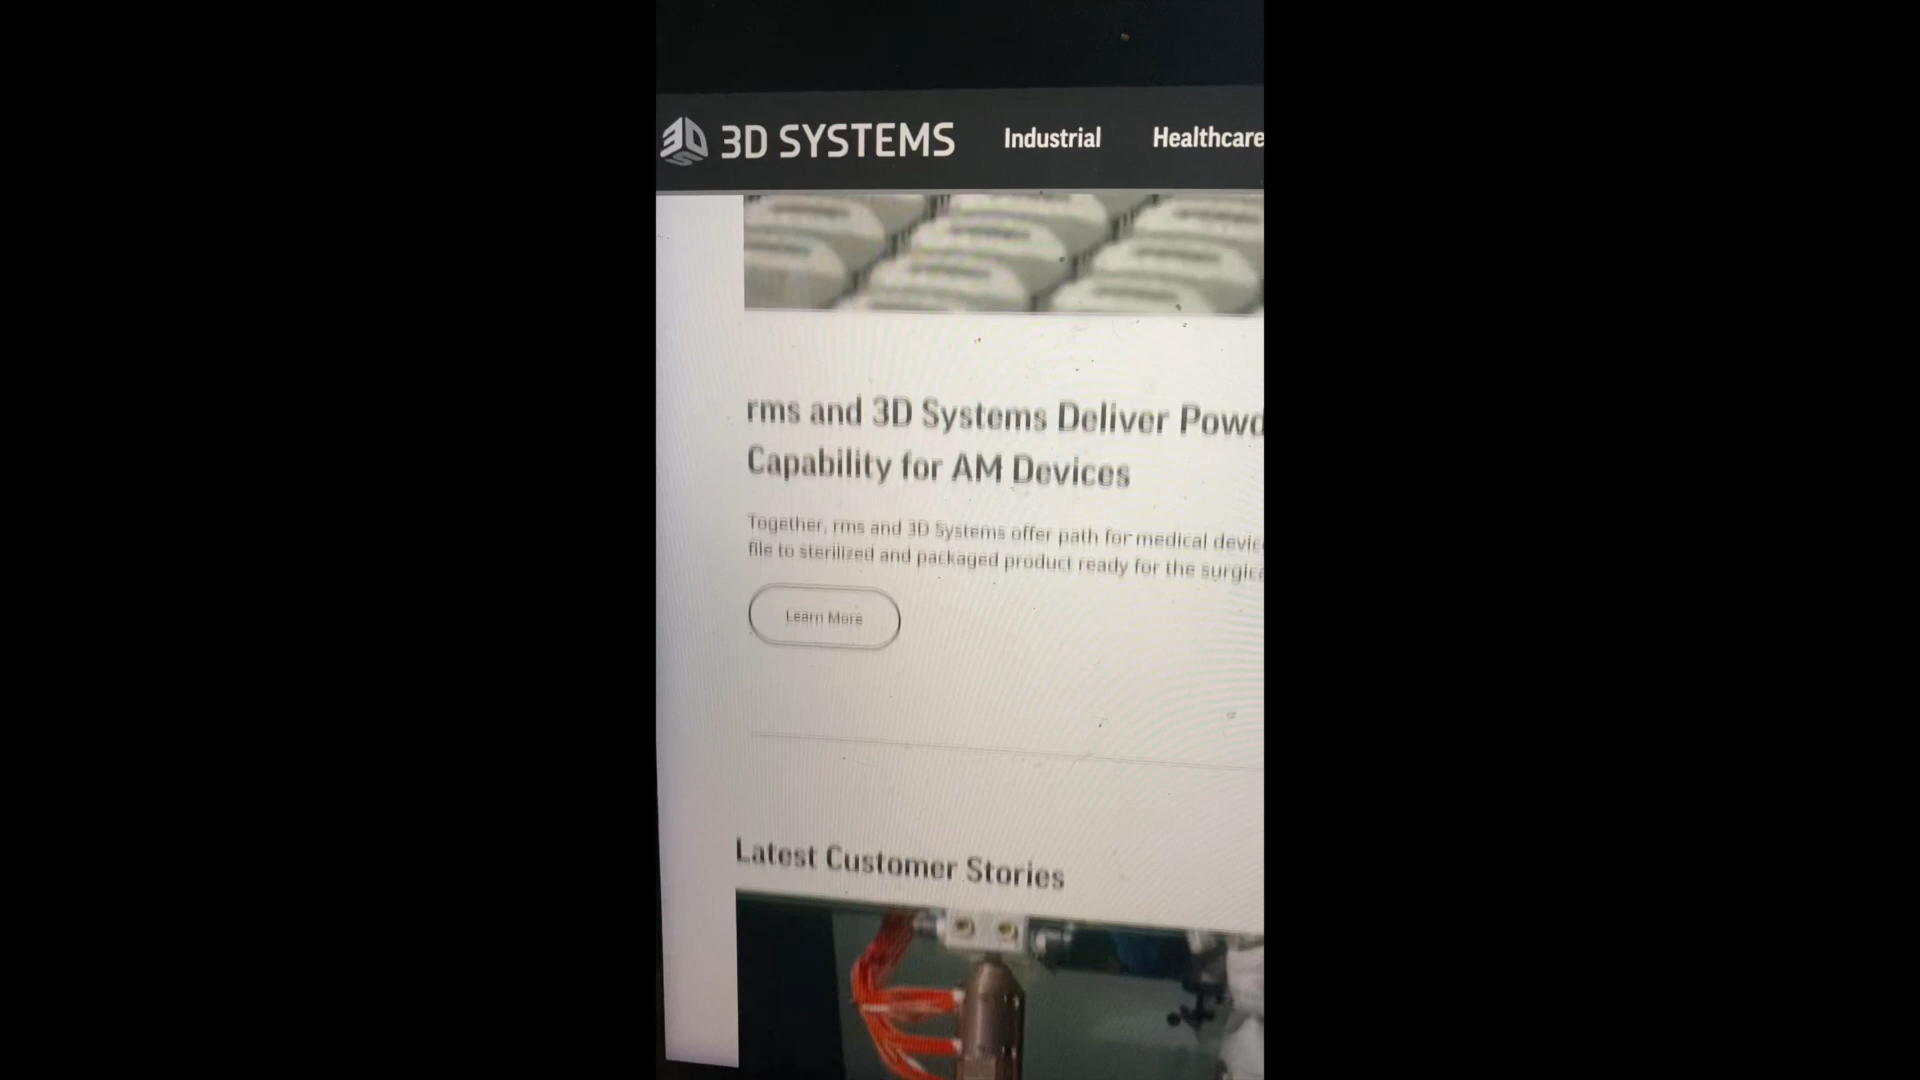 3D SYSTEMS Industrial Healthcare
rms and 3D Systems Deliver Powd
Capability for AM Devices
Together, rms and 3D Systems offer path for medical devic
file to sterilized and packaged product ready for the surgica
Learn More
Latest Customer Stories